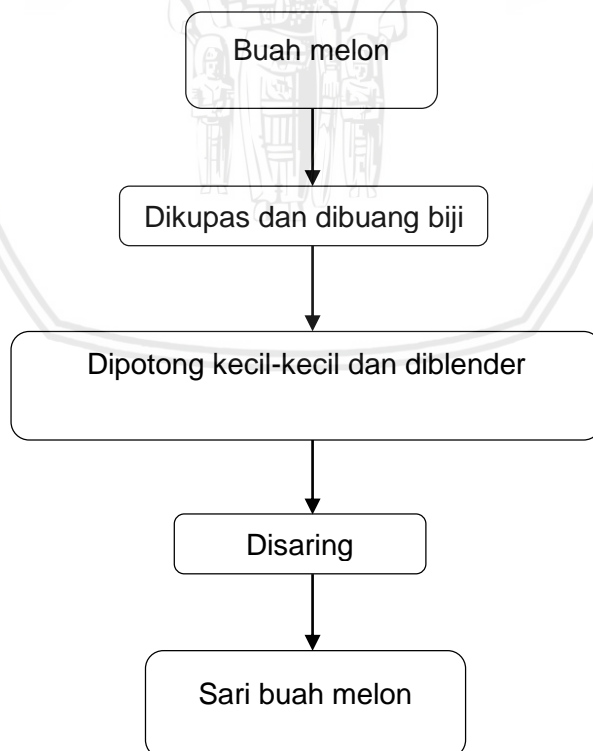 Buah melon
Dikupas dan dibuang biji
Dipotong kecil-kecil dan diblender
Disaring
Sari buah melon